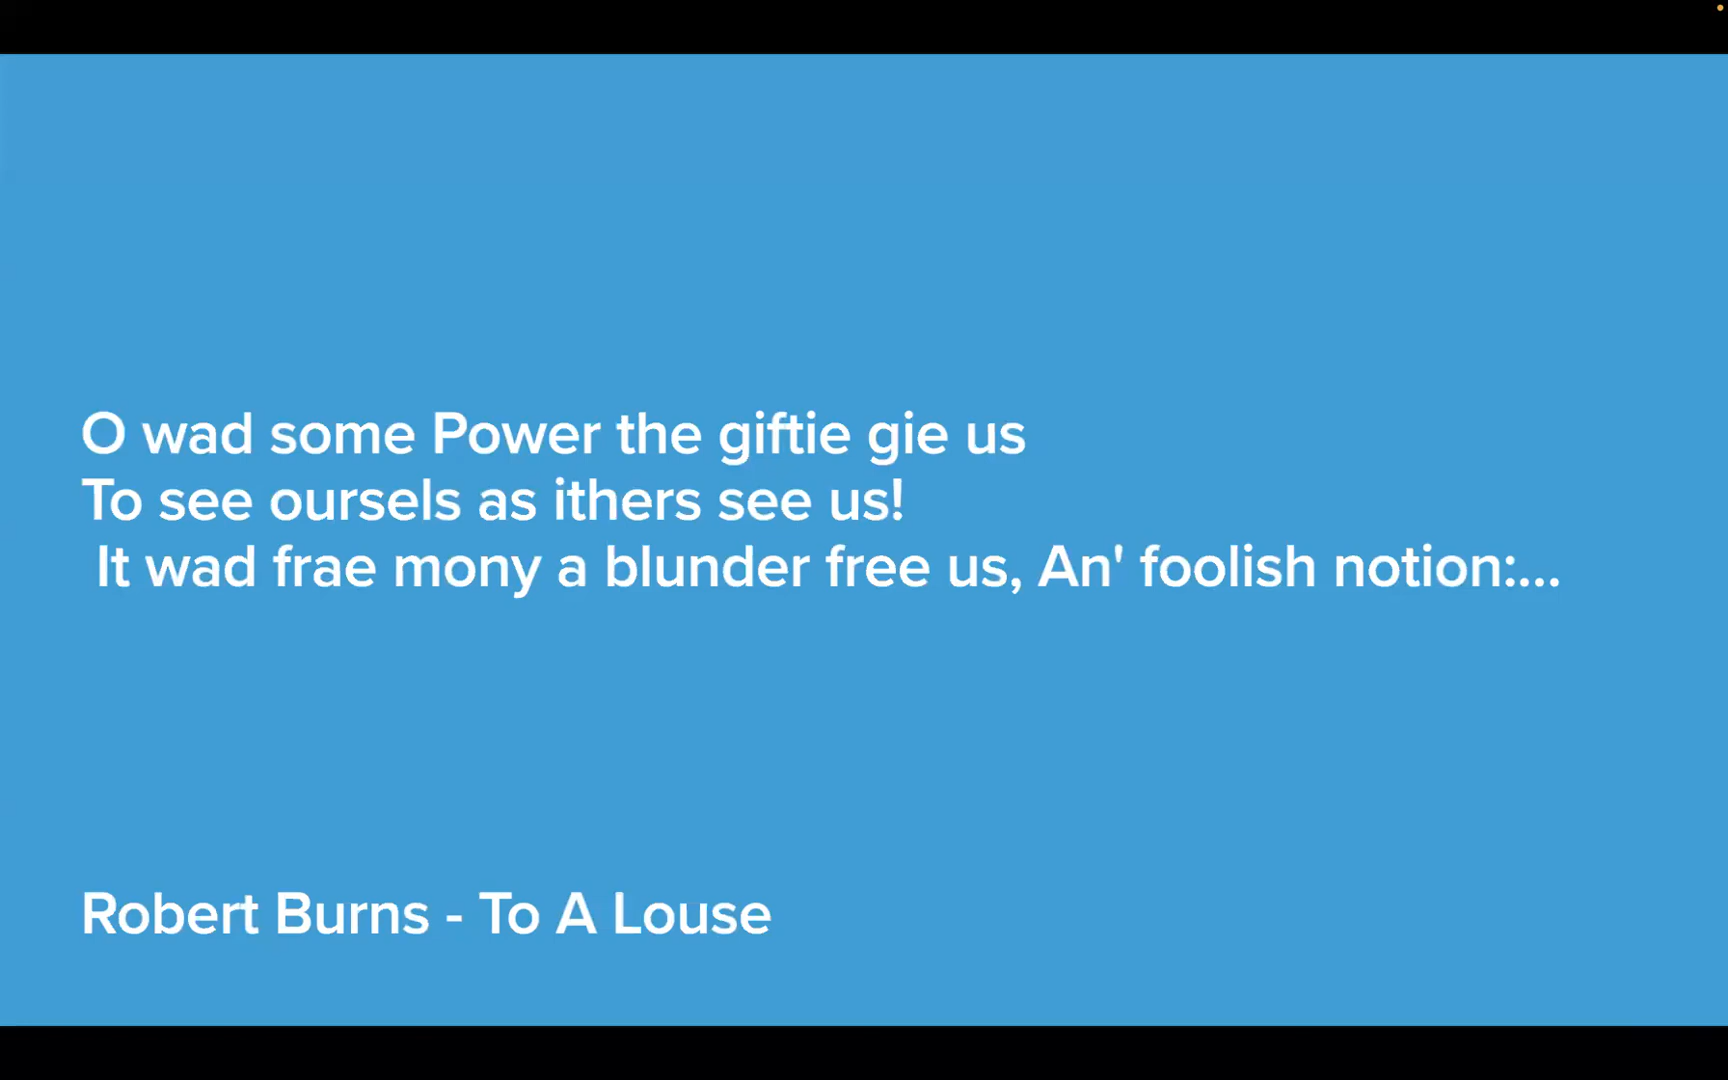 O wad some Power the giftie gie us
To see oursels as ithers see us!
It wad frae mony a blunder free us, An' foolish notion:...
Robert Burns - To A Louse